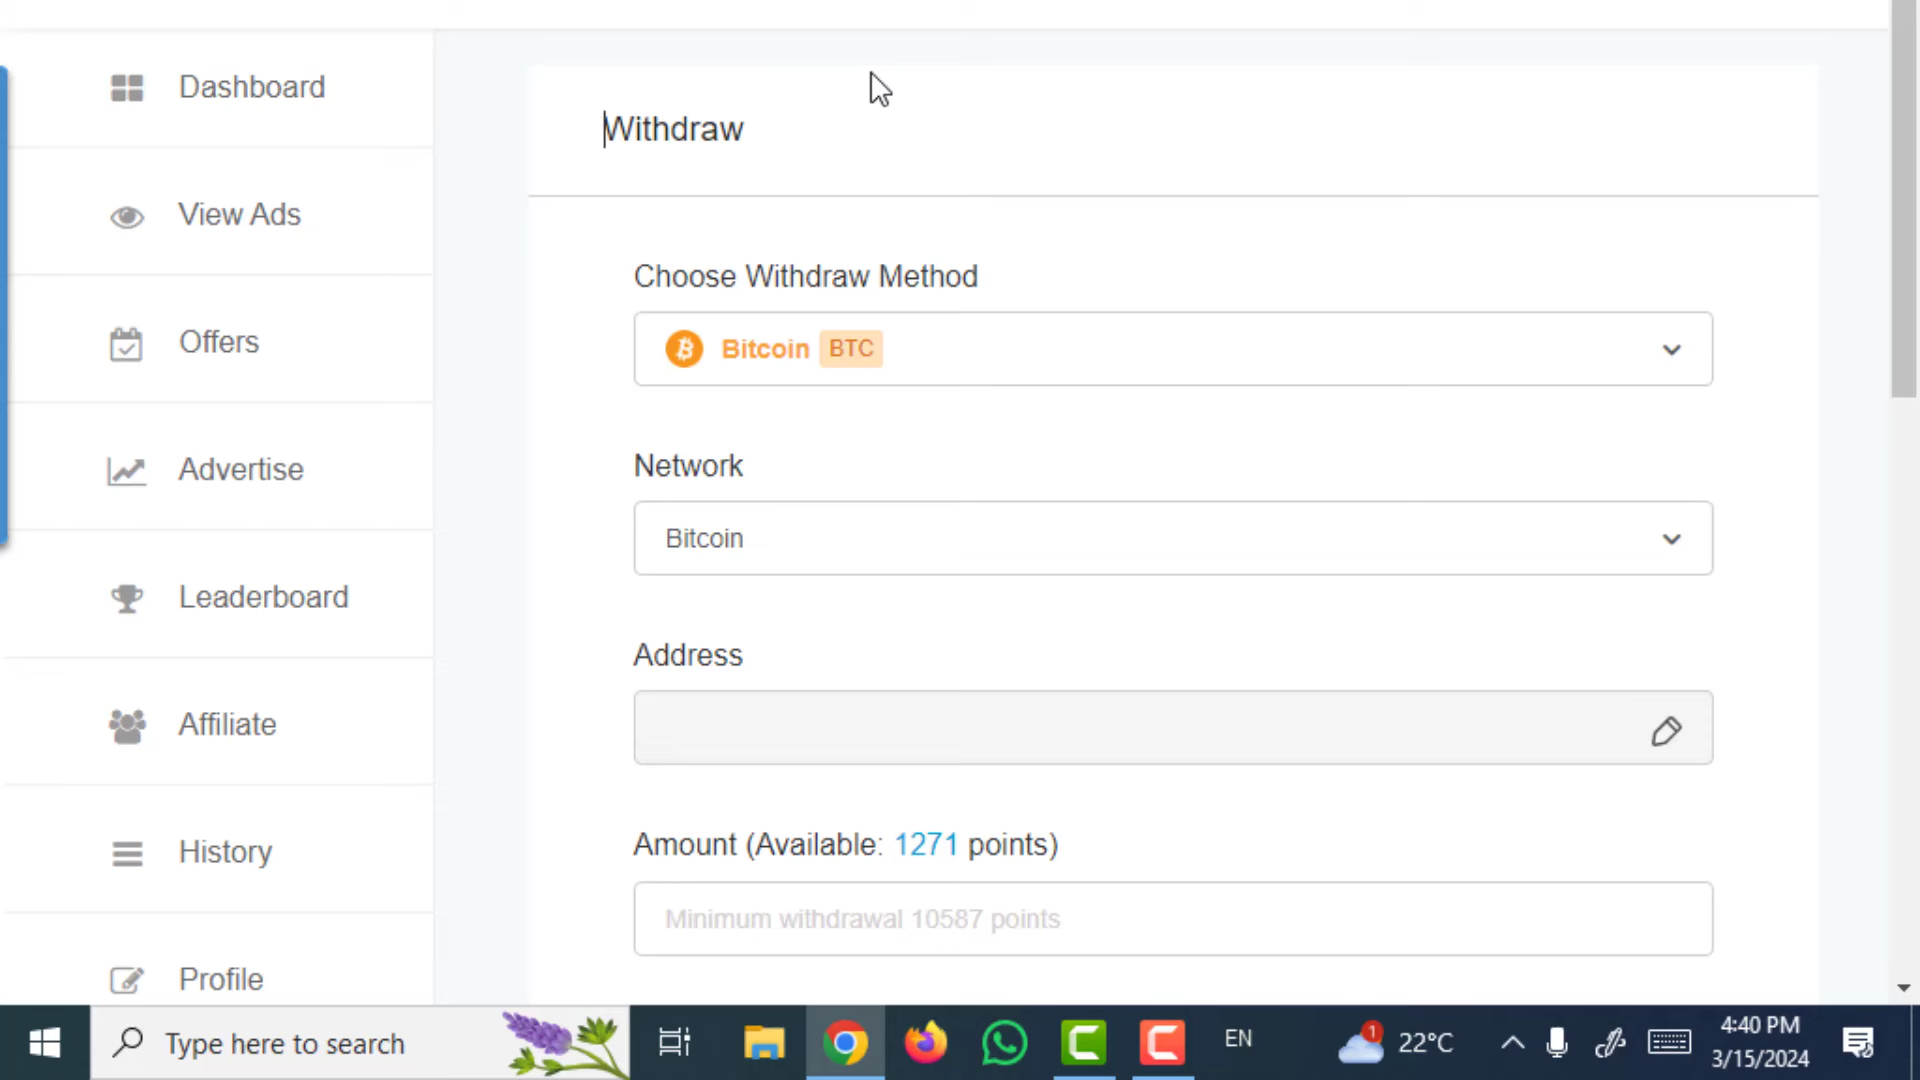 Dashboard
View Ads
Offers
Advertise
Leaderboard
Affiliate
History
Profile
Withdraw
Choose Withdraw Method
Bitcoin BTC
Network
Bitcoin
Address
Amount (Available: 1271 points)
Minimum withdrawal 10587 points
Type here to search
EN
1
22°C
4:40 PM
3/15/2024